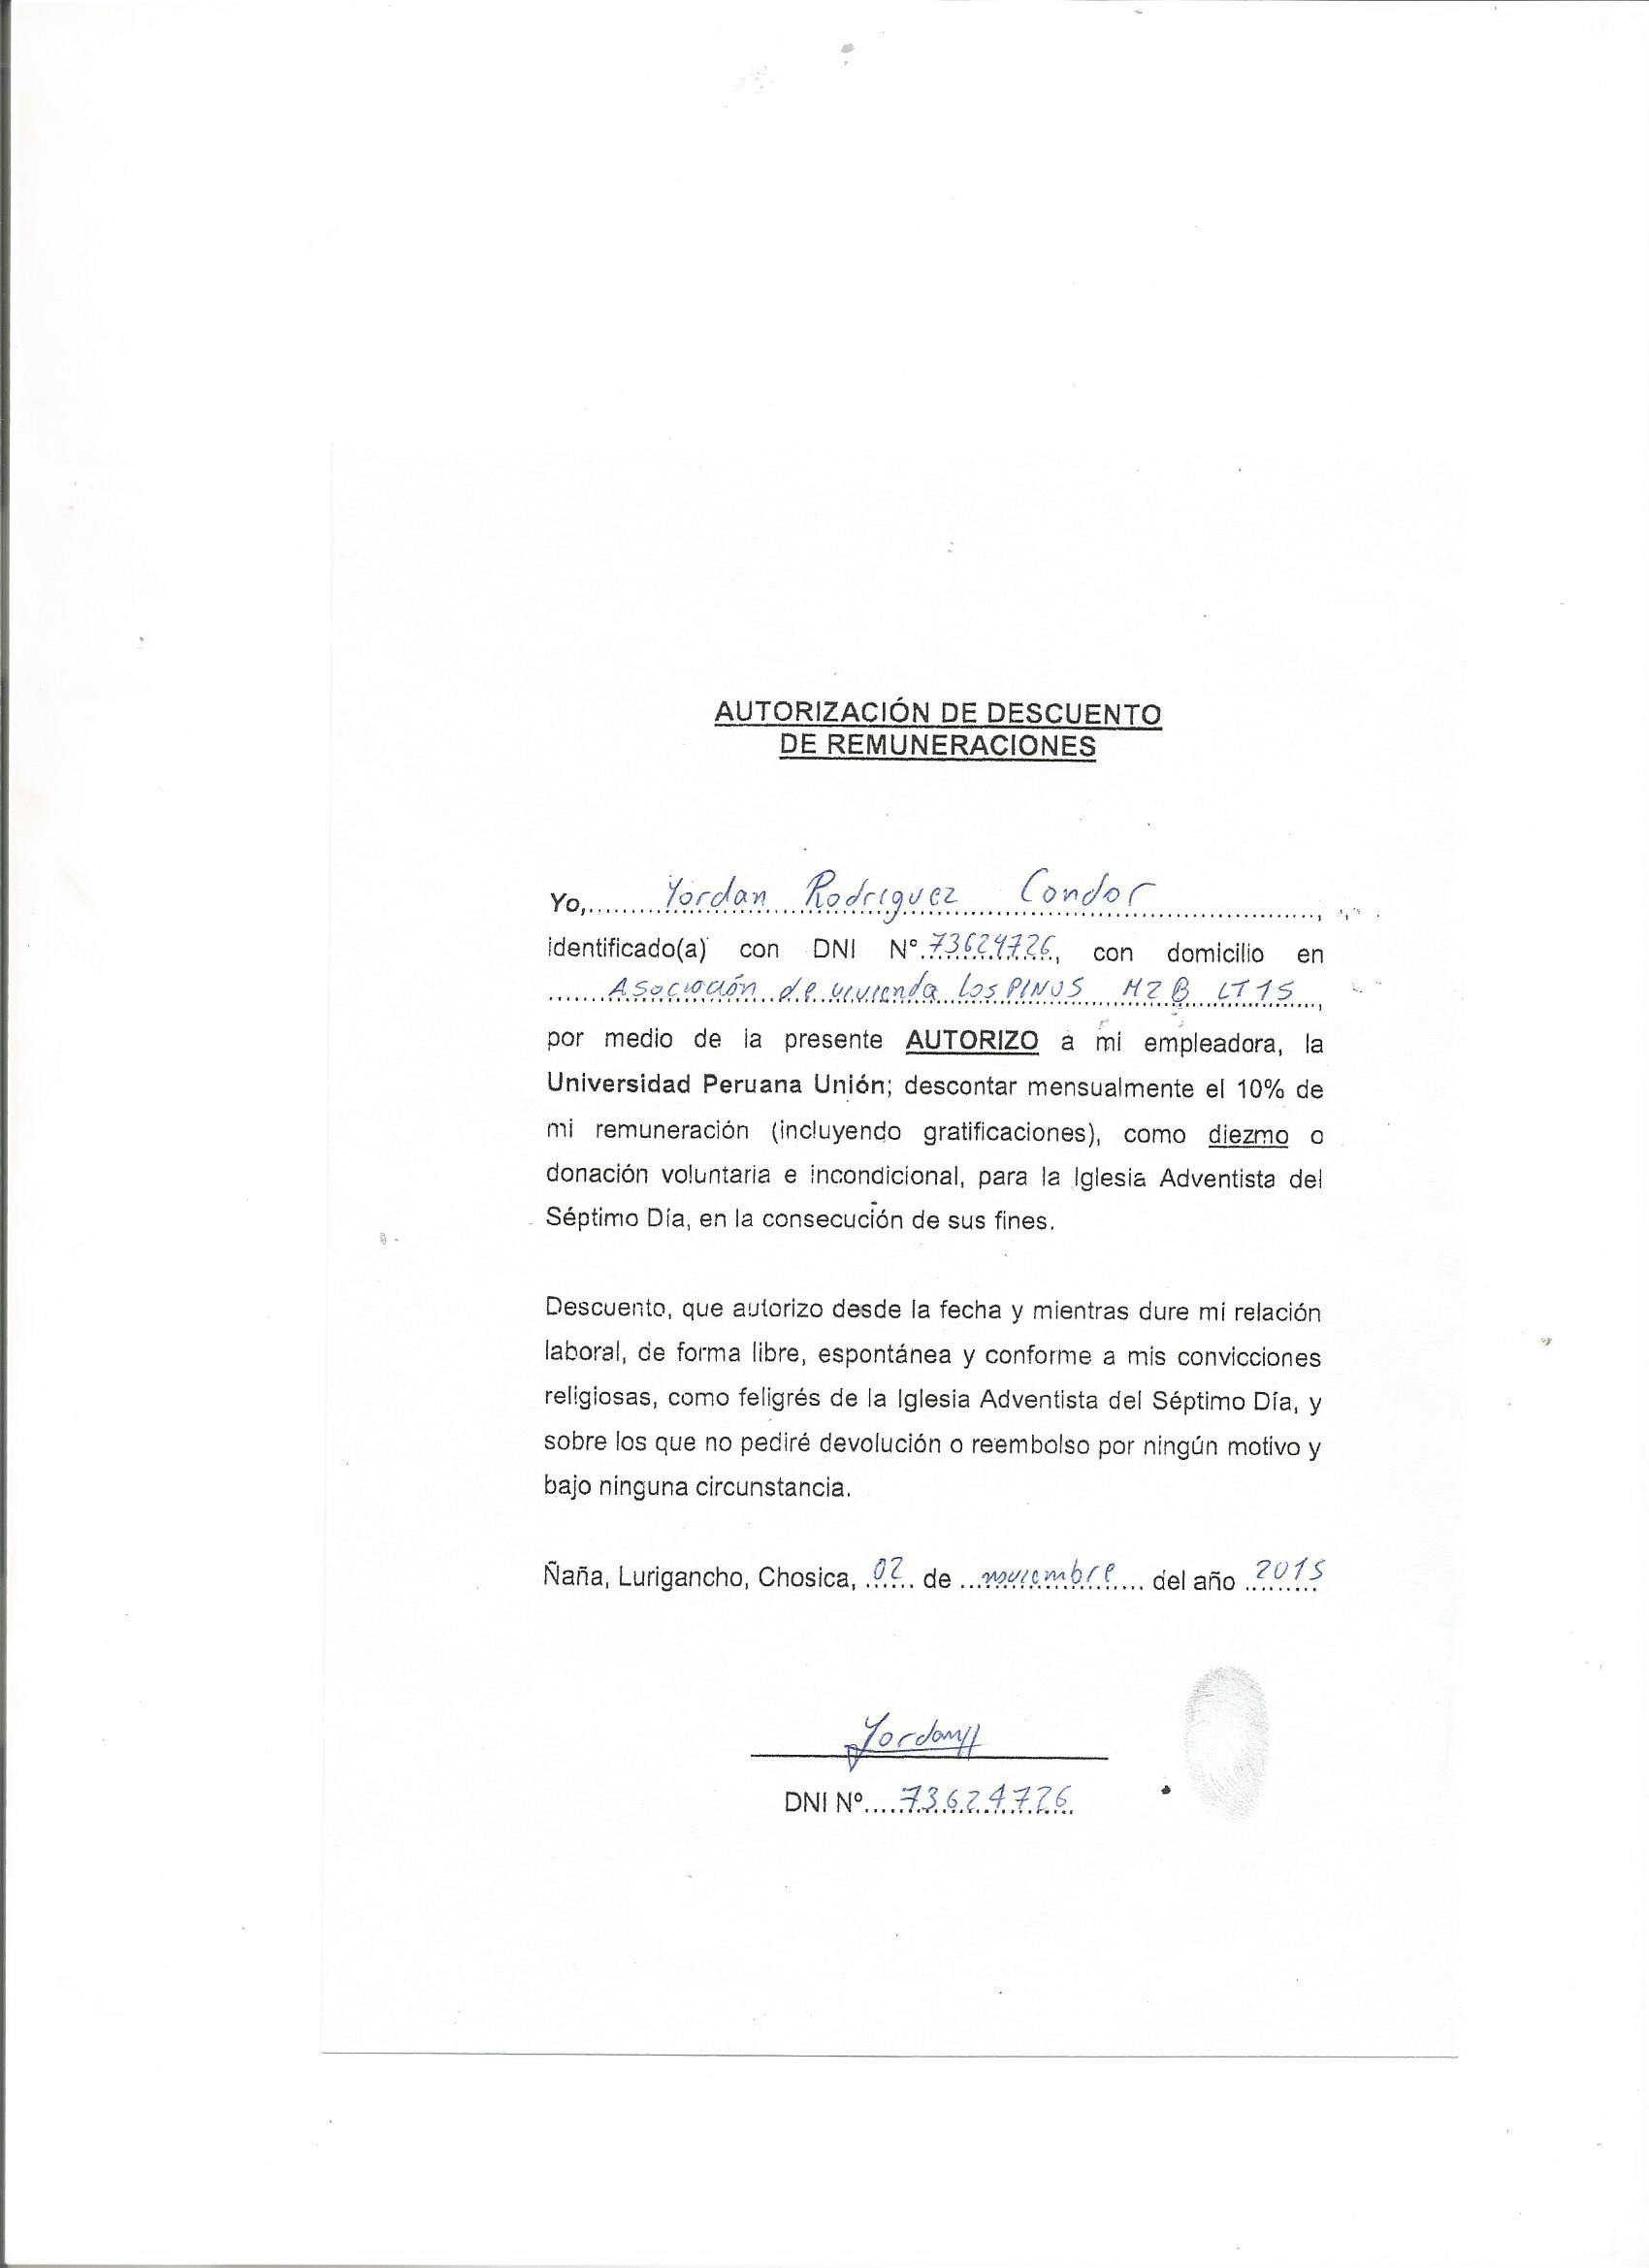 AUTORIZACIÓN DE DESCUENTO
DE REMUNERACIONES
Yo,........Yordan Rodriguez Condor........,
identificado(a) con DNI Nº.73624726., con domicilio en
......Asociación de vivienda los PINOS MZ B LT 15...,
por medio de la presente AUTORIZO a mi empleadora, la
Universidad Peruana Unión; descontar mensualmente el 10% de
mi remuneración (incluyendo gratificaciones), como diezmo o
donación voluntaria e incondicional, para la Iglesia Adventista del
Séptimo Día, en la consecución de sus fines.
Descuento, que autorizo desde la fecha y mientras dure mi relación
laboral, de forma libre, espontánea y conforme a mis convicciones
religiosas, como feligrés de la Iglesia Adventista del Séptimo Día, y
sobre los que no pediré devolución o reembolso por ningún motivo y
bajo ninguna circunstancia.
Ñaña, Lurigancho, Chosica, .02.. de ...noviembre.... del año .2015
Yordan
DNI Nº....73624726.